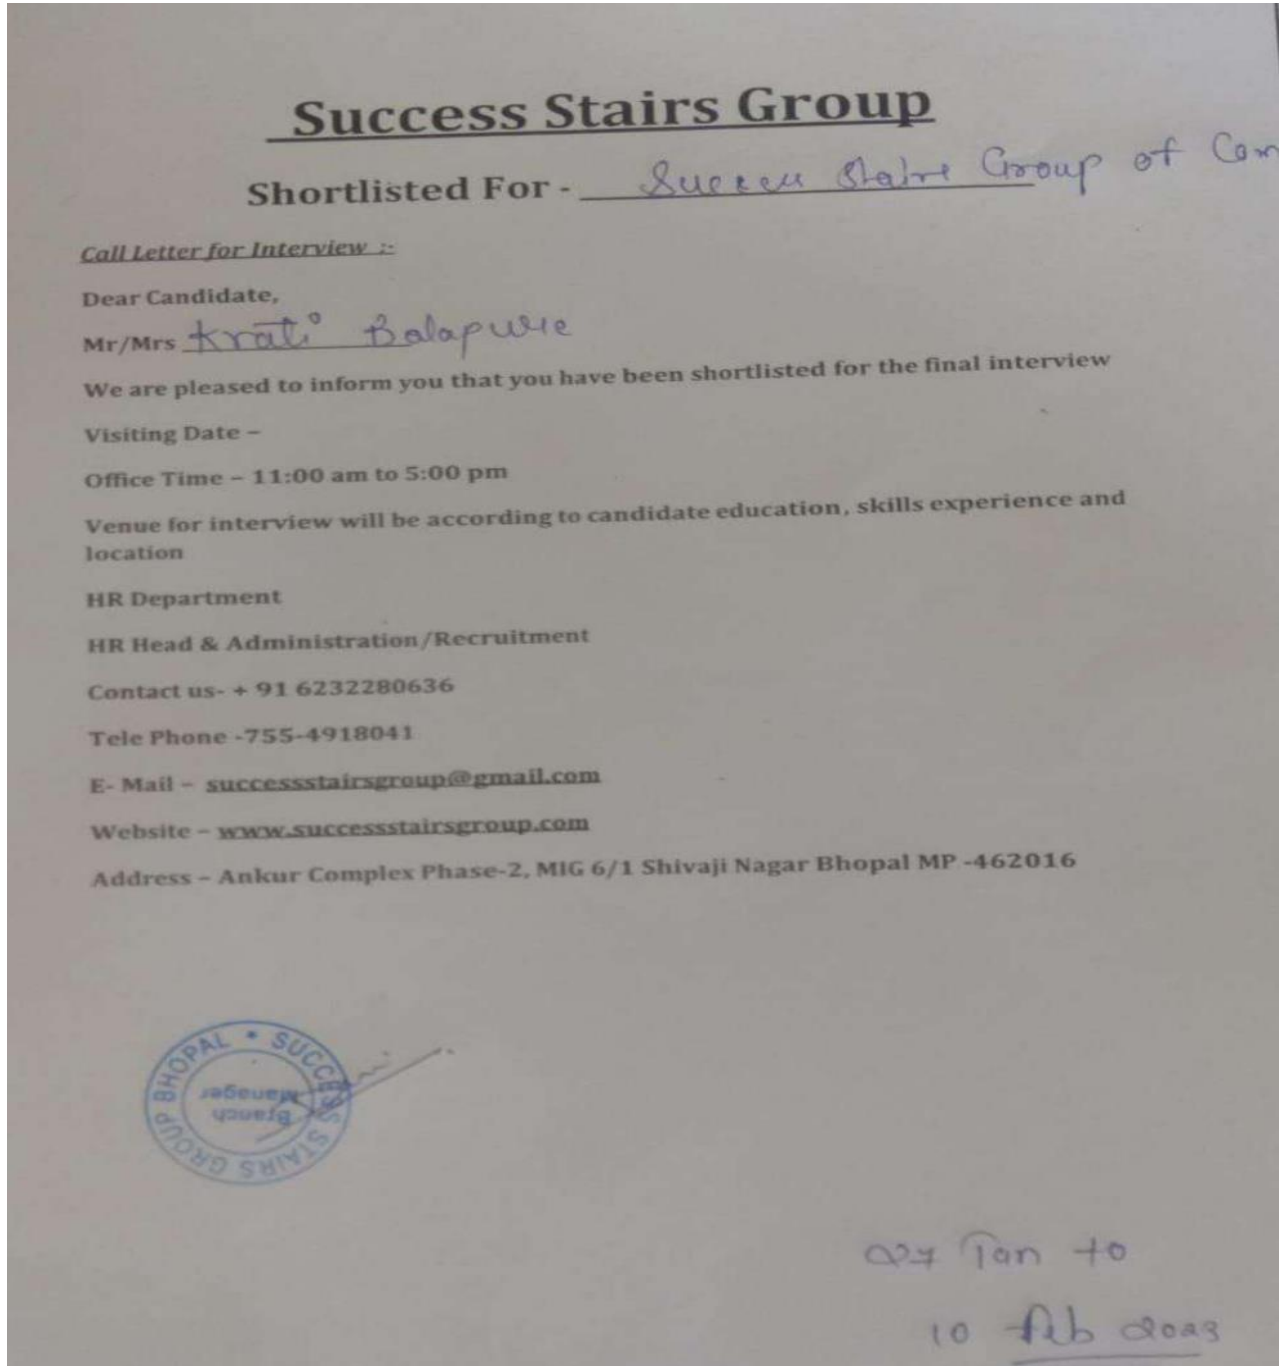 Success Stairs Group
Shortlisted For - Success Staire Group of Com
Call Letter for Interview :-
Dear Candidate,
Mr/Mrs Krati Balapure
We are pleased to inform you that you have been shortlisted for the final interview
Visiting Date –
Office Time – 11:00 am to 5:00 pm
Venue for interview will be according to candidate education, skills experience and
location
HR Department
HR Head & Administration/Recruitment
Contact us- + 91 6232280636
Tele Phone -755-4918041
E- Mail – successstairsgroup@gmail.com
Website – www.successstairsgroup.com
Address – Ankur Complex Phase-2, MIG 6/1 Shivaji Nagar Bhopal MP -462016
SUCCESS STAIRS GROUP BHOPAL
Branch
Manager
27 Jan to
10 feb 2023